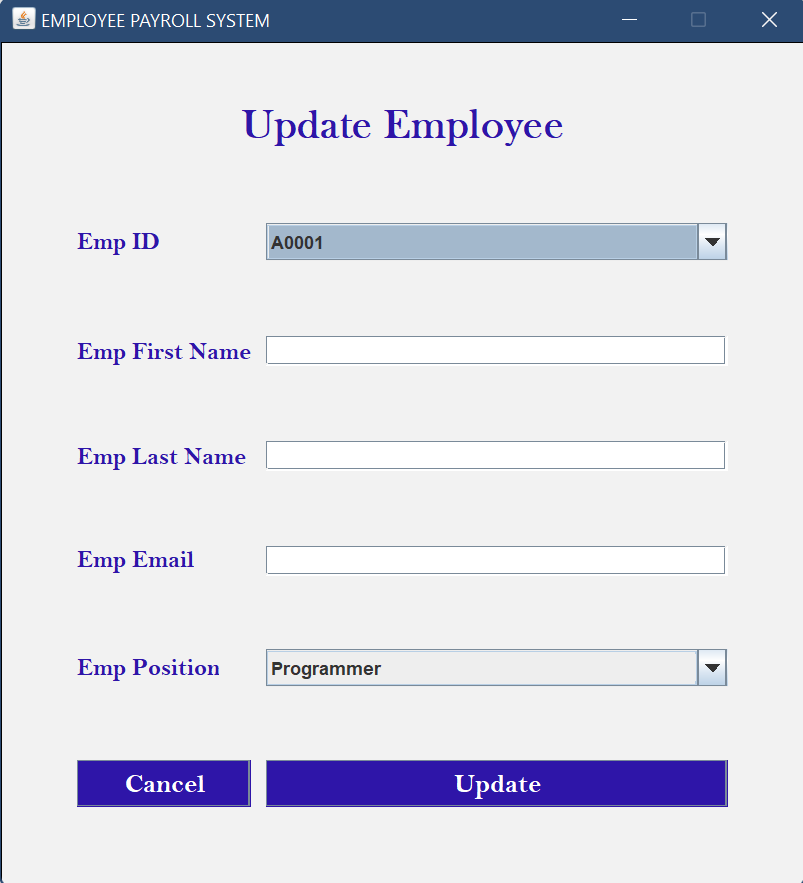 EMPLOYEE PAYROLL SYSTEM
Update Employee
Emp ID
A0001
Emp First Name
Emp Last Name
Emp Email
Emp Position
Programmer
Cancel
Update